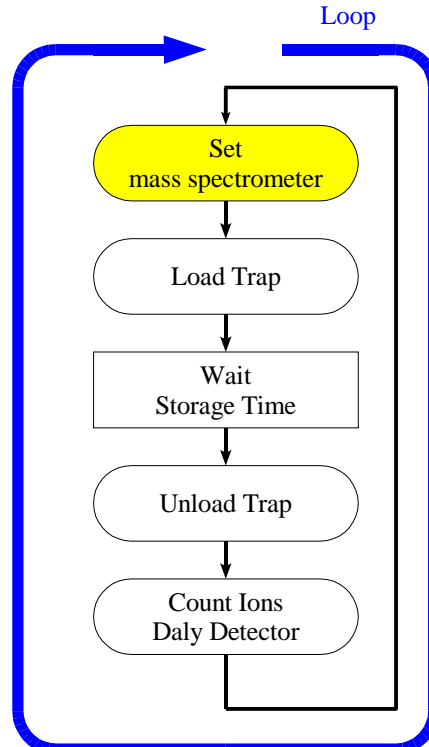 Loop
Set
mass spectrometer
Load Trap
Wait
Storage Time
Unload Trap
Count Ions
Daly Detector